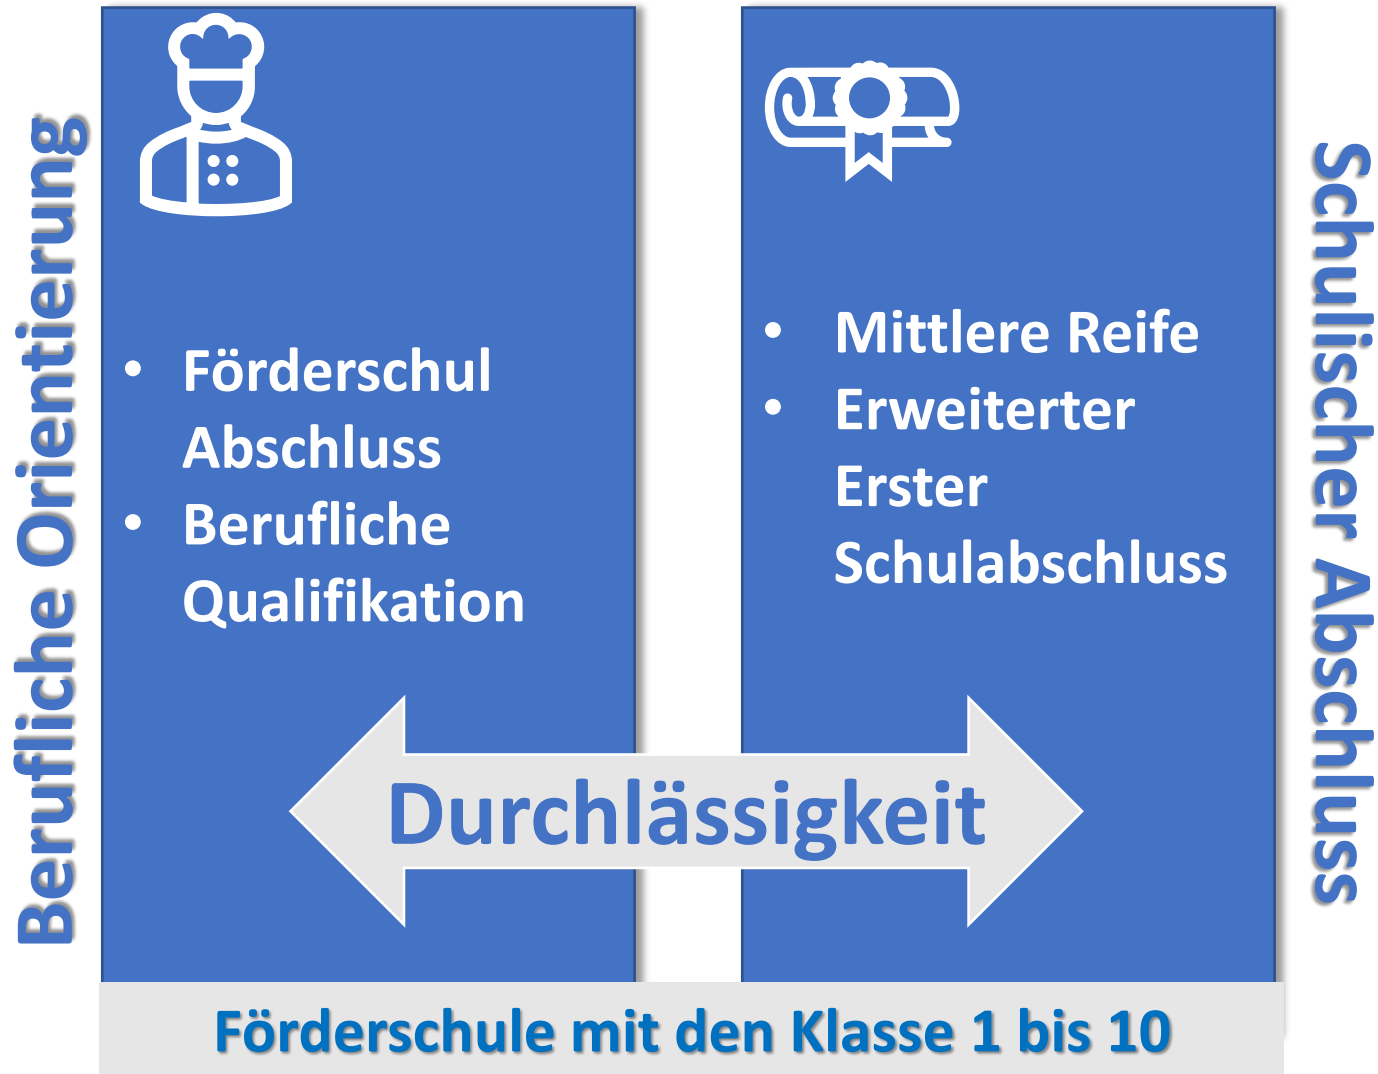 Berufliche Orientierung
• Förderschul
Abschluss
• Berufliche
Qualifikation
• Mittlere Reife
• Erweiterter
Erster
Schulabschluss
Schulischer Abschluss
Durchlässigkeit
Förderschule mit den Klasse 1 bis 10